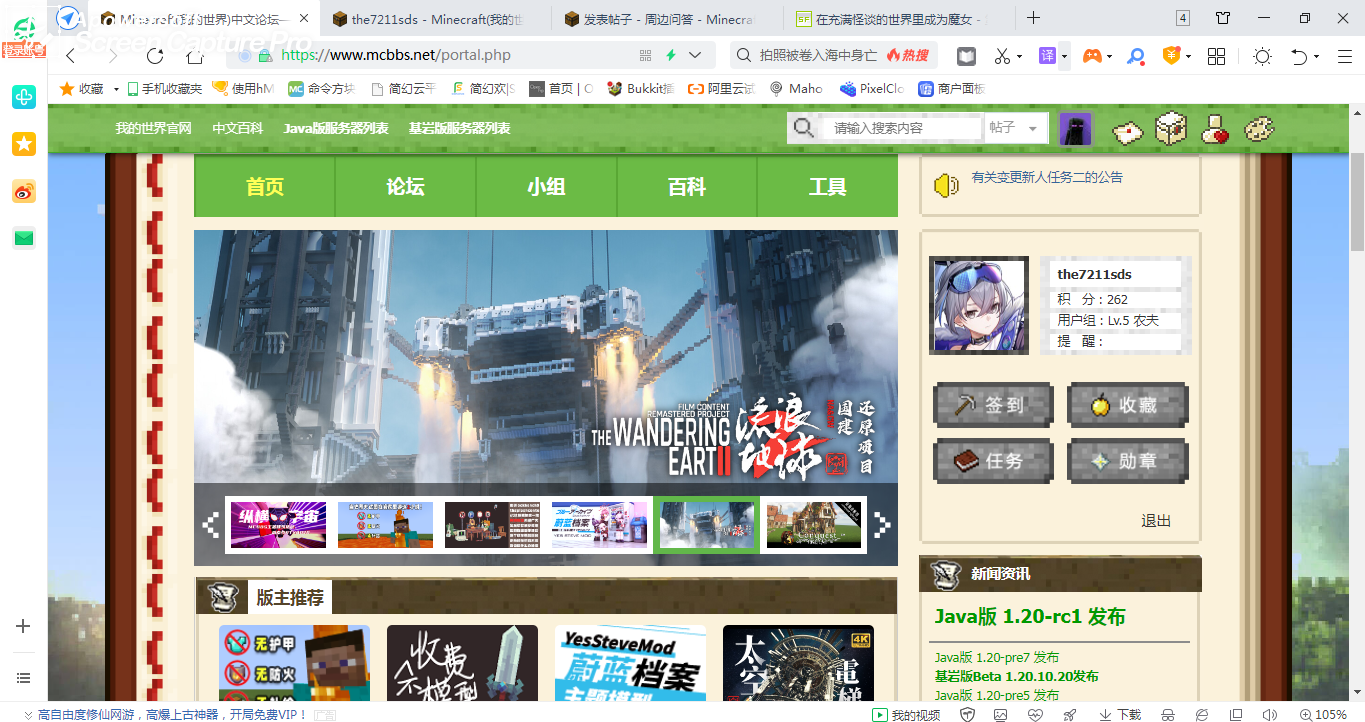 Minecraft(我的世界)中文论坛—
the7211sds - Minecraft(我的世
发表帖子 - 周边问答 - Minecra
在充满怪谈的世界里成为魔女 -
4
Screen Capture Pro
登录账号
https://www.mcbbs.net/portal.php
拍照被卷入海中身亡
热搜
译
收藏
手机收藏夹
使用hM
命令方块
简幻云平
简幻欢|S
首页 | C
Bukkit插
阿里云试
Maho
PixelClo
商户面板
我的世界官网
中文百科
Java版服务器列表
基岩版服务器列表
请输入搜索内容
帖子
首页
论坛
小组
百科
工具
有关变更新人任务二的公告
FILM CONTENT
REMASTERED PROJECT
THE WANDERING
EARTH II
流浪地球
国建
还原项目
the7211sds
积 分：262
用户组：Lv.5 农夫
提 醒：
签到
收藏
任务
勋章
退出
纵横宇宙
蔚蓝档案
Conquest
版主推荐
无护甲
无防火
收费
模型
YesSteveMod
蔚蓝档案
主题模型
太空電梯
4K
新闻资讯
Java版 1.20-rc1 发布
Java版 1.20-pre7 发布
基岩版Beta 1.20.10.20发布
Java版 1.20-pre5 发布
高自由度修仙网游，高爆上古神器，开局免费VIP！
广告
我的视频
下载
105%